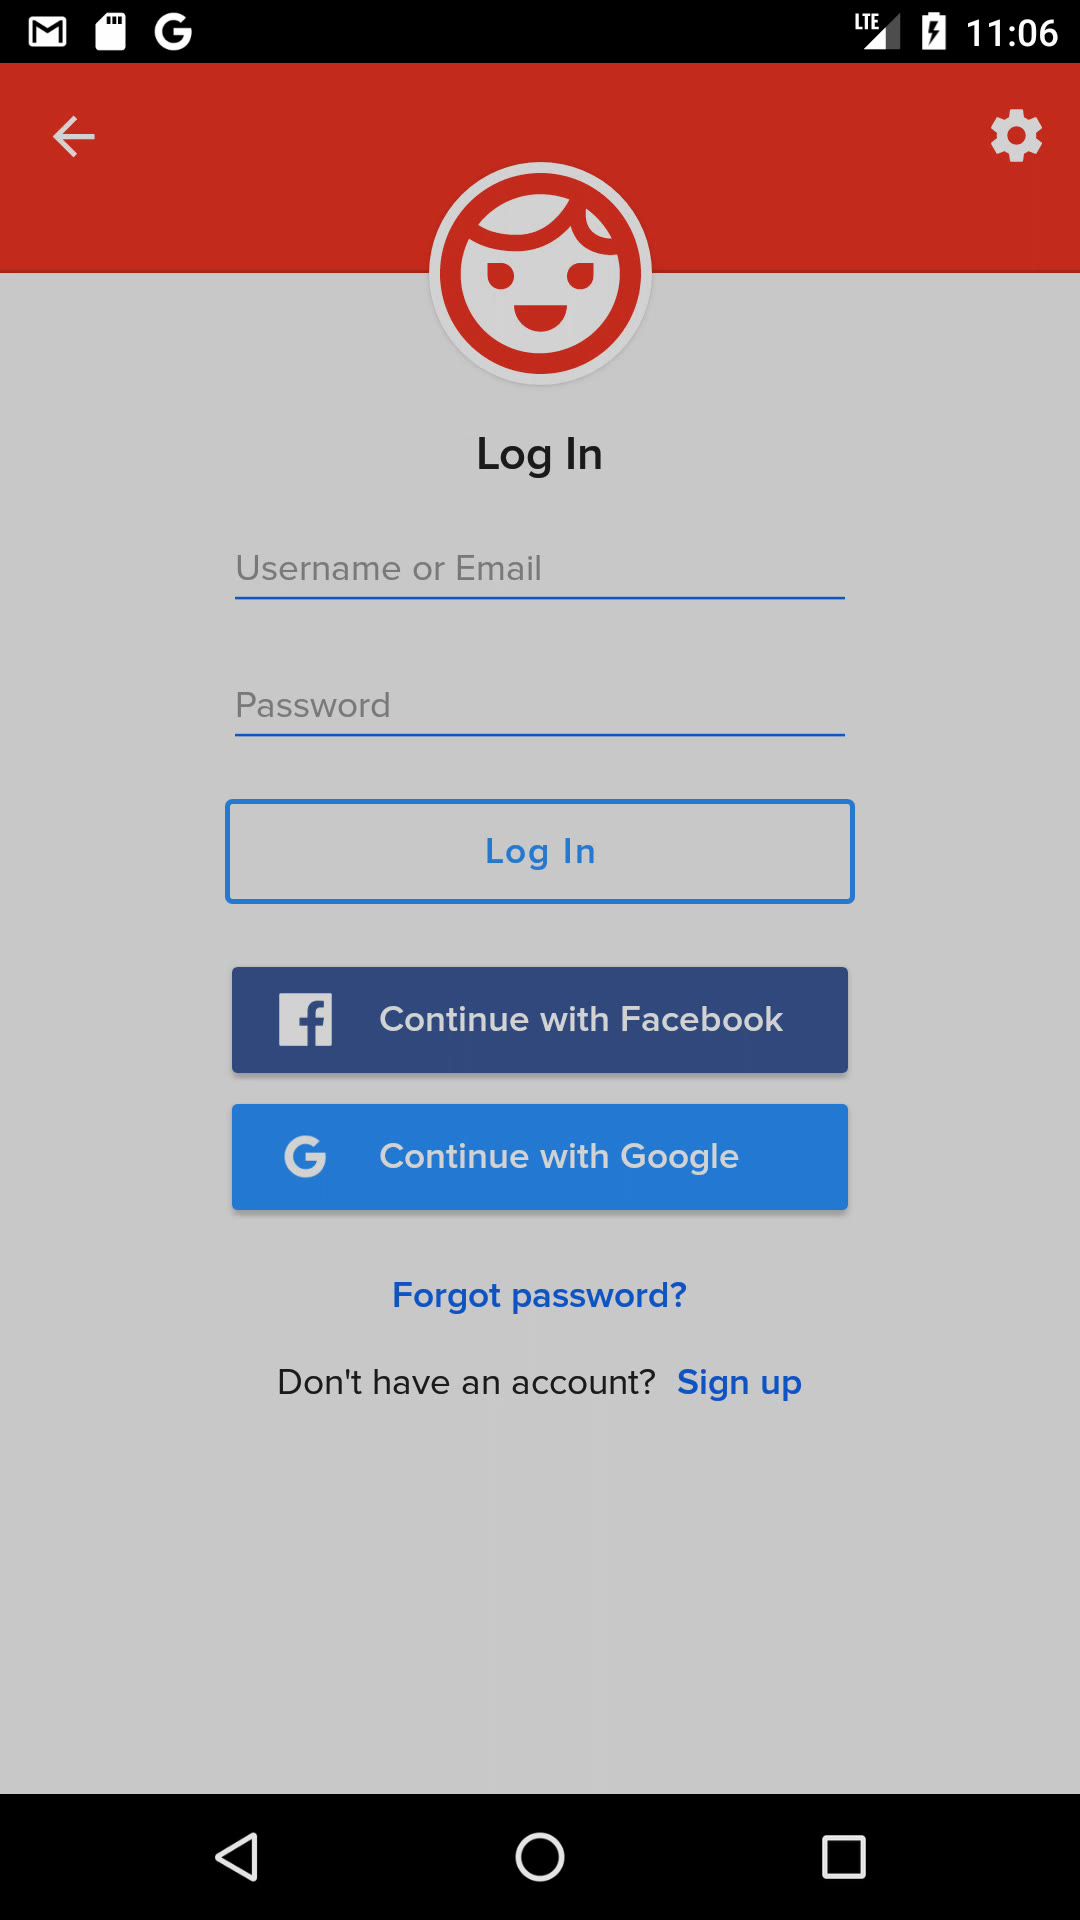 LTE 11:06
Log In
Username or Email
Password
Log In
Continue with Facebook
Continue with Google
Forgot password?
Don't have an account? Sign up